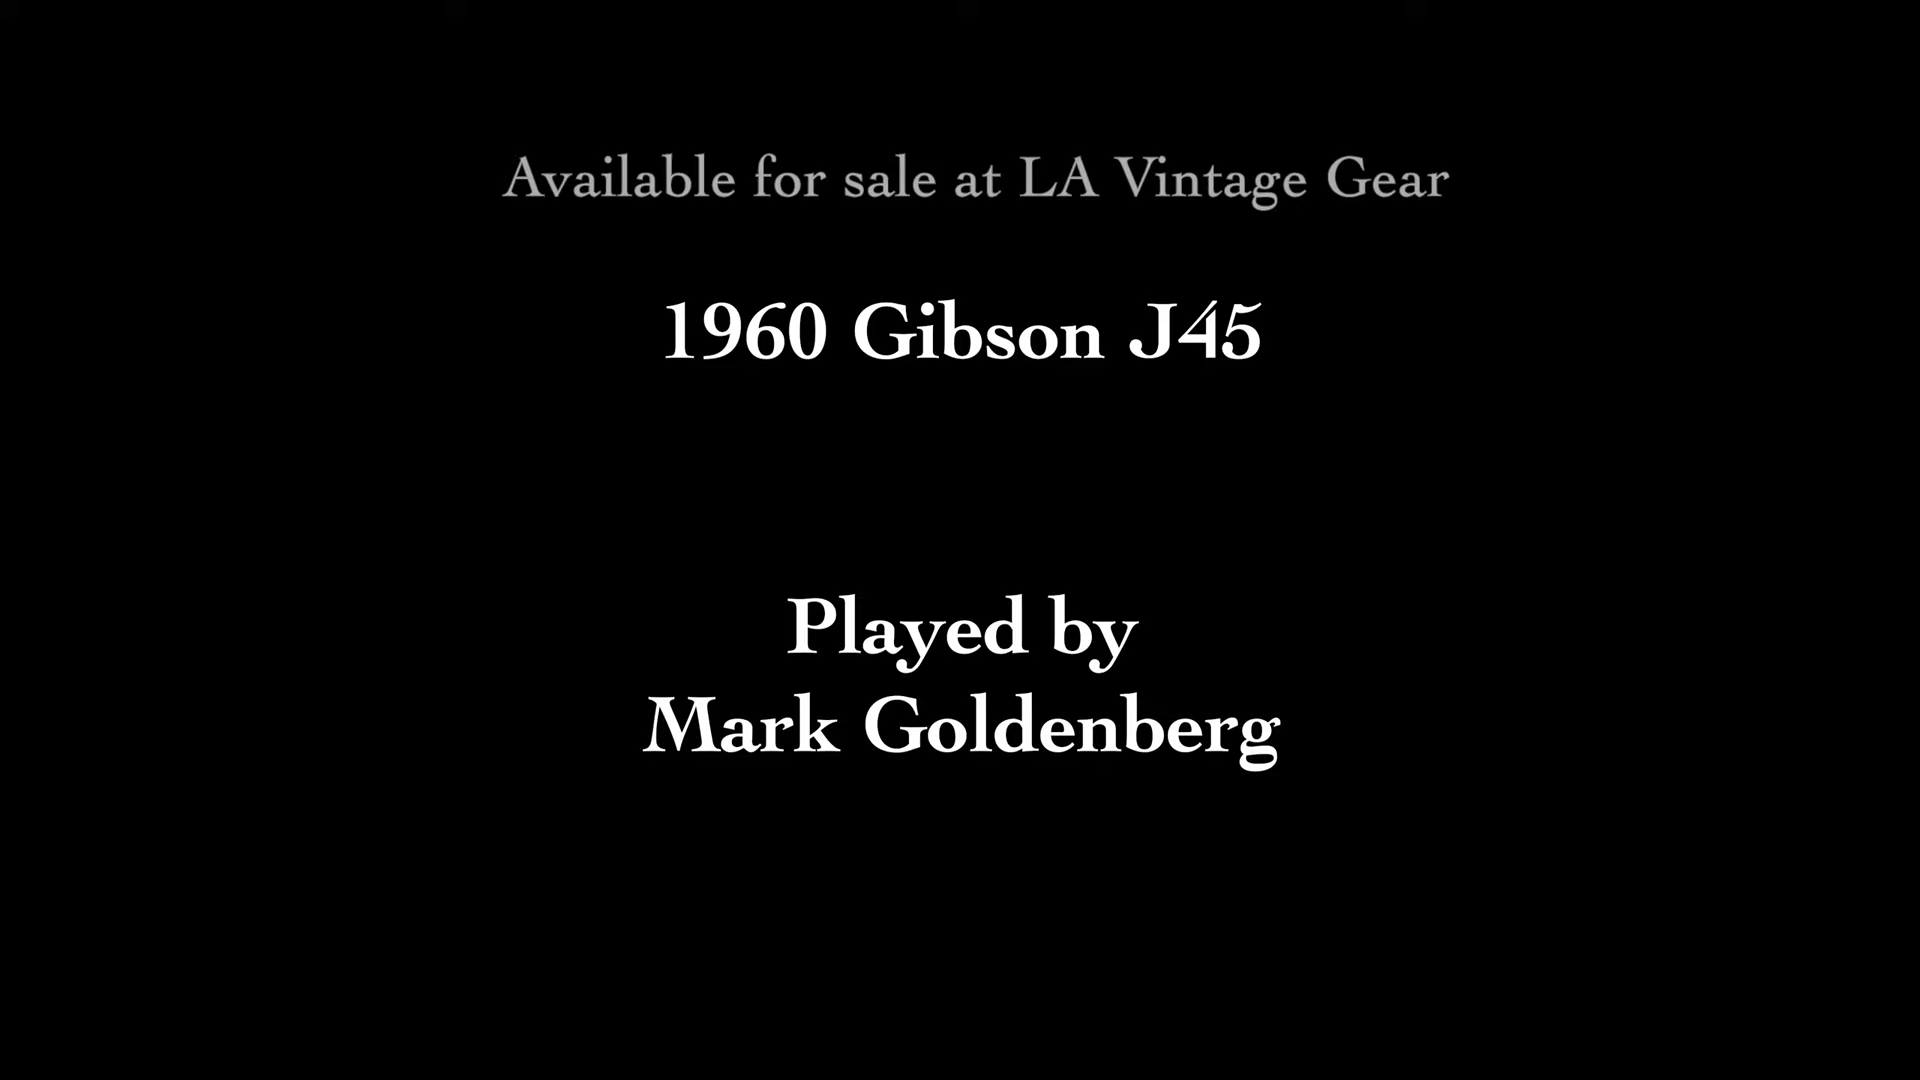 Available for sale at LA Vintage Gear
1960 Gibson J45
Played by
Mark Goldenberg